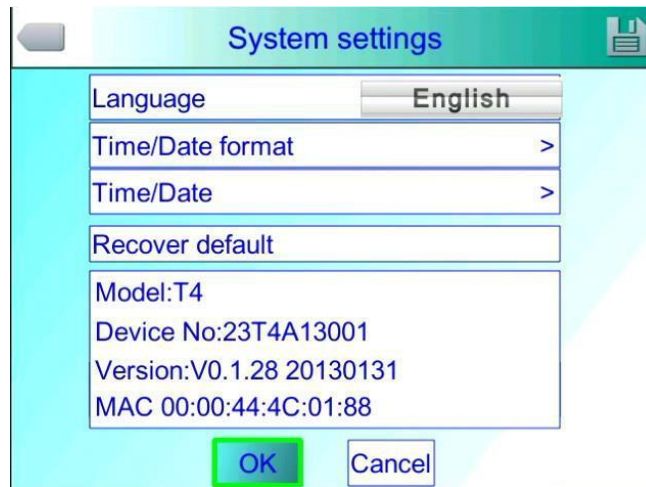 System settings
Language English
Time/Date format >
Time/Date >
Recover default
Model:T4
Device No:23T4A13001
Version:V0.1.28 20130131
MAC 00:00:44:4C:01:88
OK Cancel